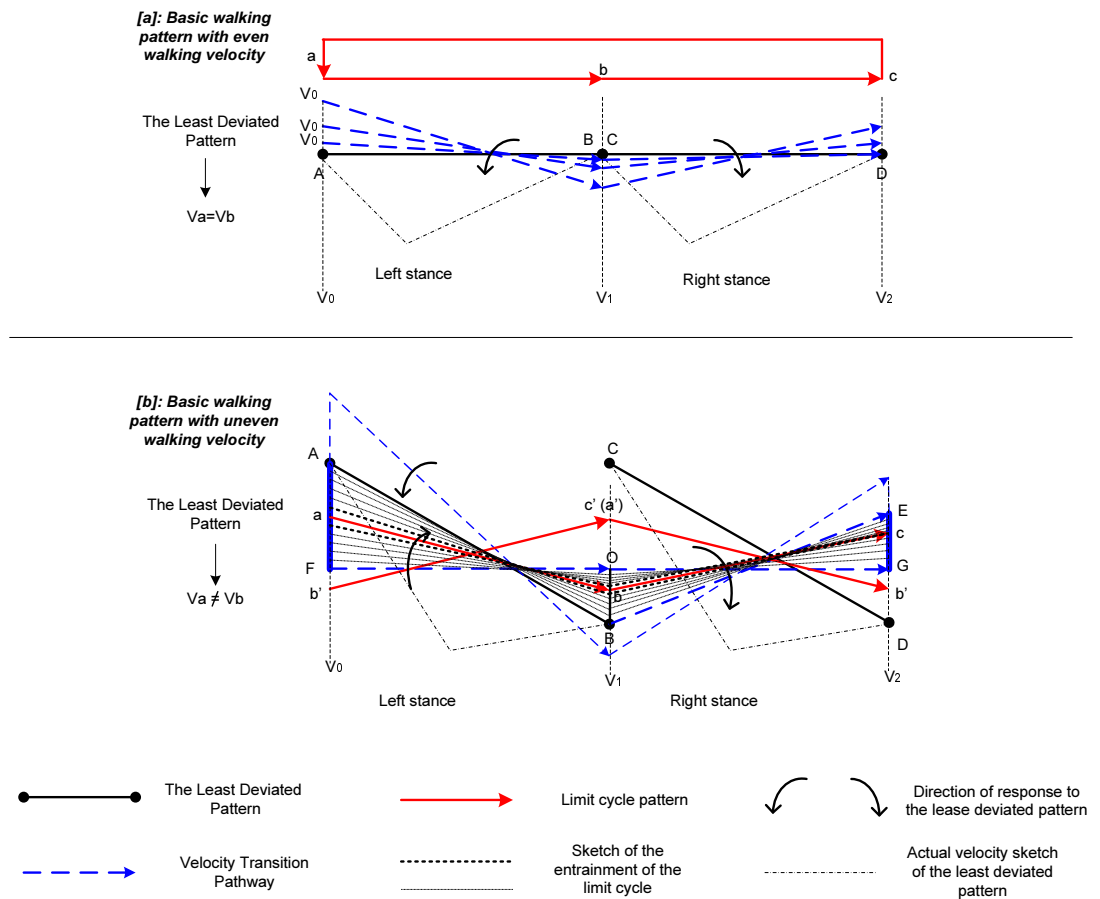 [a]: Basic walking
pattern with even
walking velocity
a
b
c
V0
The Least Deviated
Pattern
V0
V0
B C
A
D
Va=Vb
Left stance
Right stance
V0
V1
V2
[b]: Basic walking
pattern with uneven
walking velocity
A
C
The Least Deviated
Pattern
a
c' (a')
E
c
F
O
G
b'
b
b'
Va ≠ Vb
B
D
V0
V1
V2
Left stance
Right stance
The Least Deviated
Pattern
Limit cycle pattern
Direction of response to
the lease deviated pattern
Velocity Transition
Pathway
Sketch of the
entrainment of the
limit cycle
Actual velocity sketch
of the least deviated
pattern